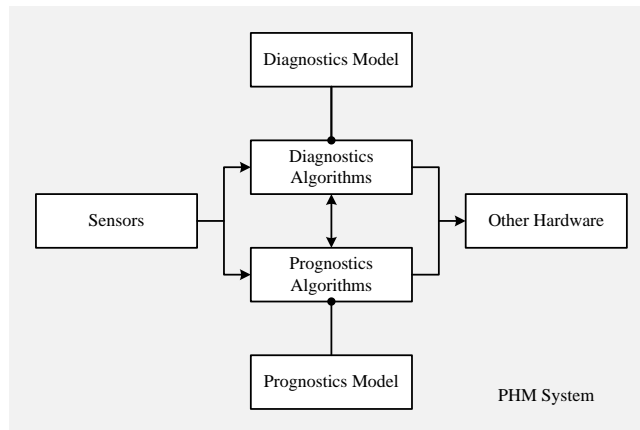 Diagnostics Model
Diagnostics
Algorithms
Sensors
Other Hardware
Prognostics
Algorithms
Prognostics Model
PHM System